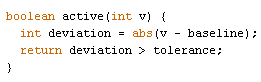 boolean active(int v) {
  int deviation = abs(v - baseline);
  return deviation > tolerance;
}